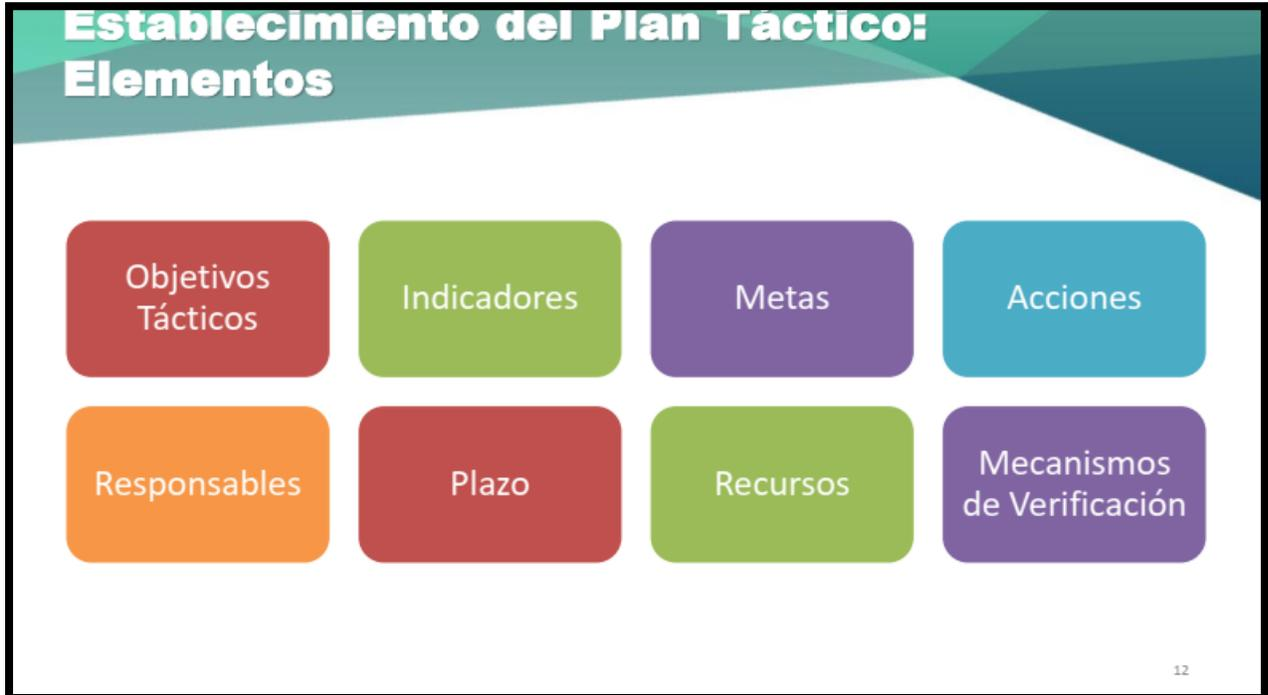 Establecimiento del Plan Táctico:
Elementos
Objetivos
Tácticos
Indicadores
Metas
Acciones
Responsables
Plazo
Recursos
Mecanismos
de Verificación
12